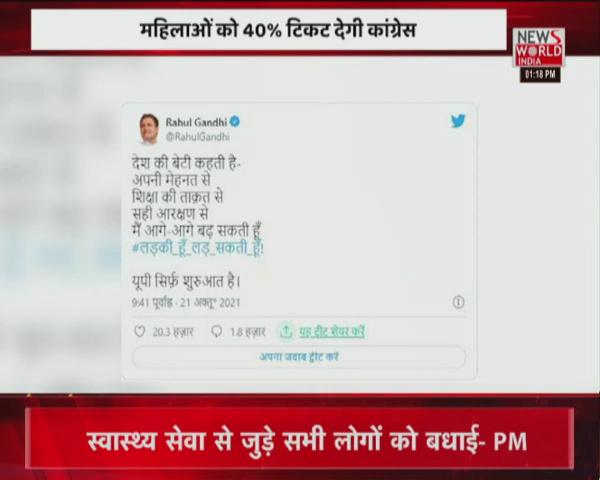 महिलाओं को 40% टिकट देगी कांग्रेस
NEWS
WORLD
INDIA
01:18 PM
Rahul Gandhi
@RahulGandhi
देश की बेटी कहती है-
अपनी मेहनत से
शिक्षा की ताक़त से
सही आरक्षण से
मैं आगे-आगे बढ़ सकती हूँ
#लड़की_हूँ_लड़_सकती_हूँ!
यूपी सिर्फ़ शुरुआत है।
9:41 पूर्वाह्न · 21 अक्तू॰ 2021
20.3 हज़ार 1.8 हज़ार यह ट्वीट शेयर करें
अपना जवाब ट्वीट करें
स्वास्थ्य सेवा से जुड़े सभी लोगों को बधाई- PM